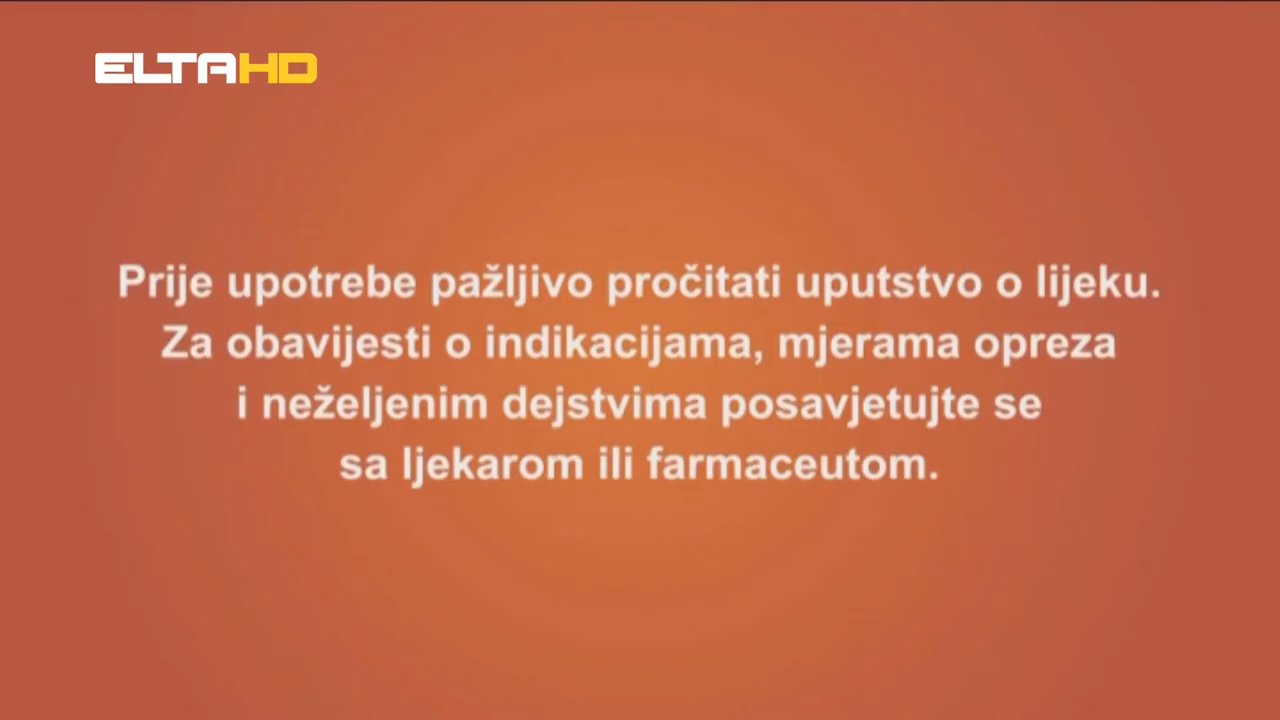 ELTAHD
Prije upotrebe pažljivo pročitati uputstvo o lijeku.
Za obavijesti o indikacijama, mjerama opreza
i neželjenim dejstvima posavjetujte se
sa ljekarom ili farmaceutom.